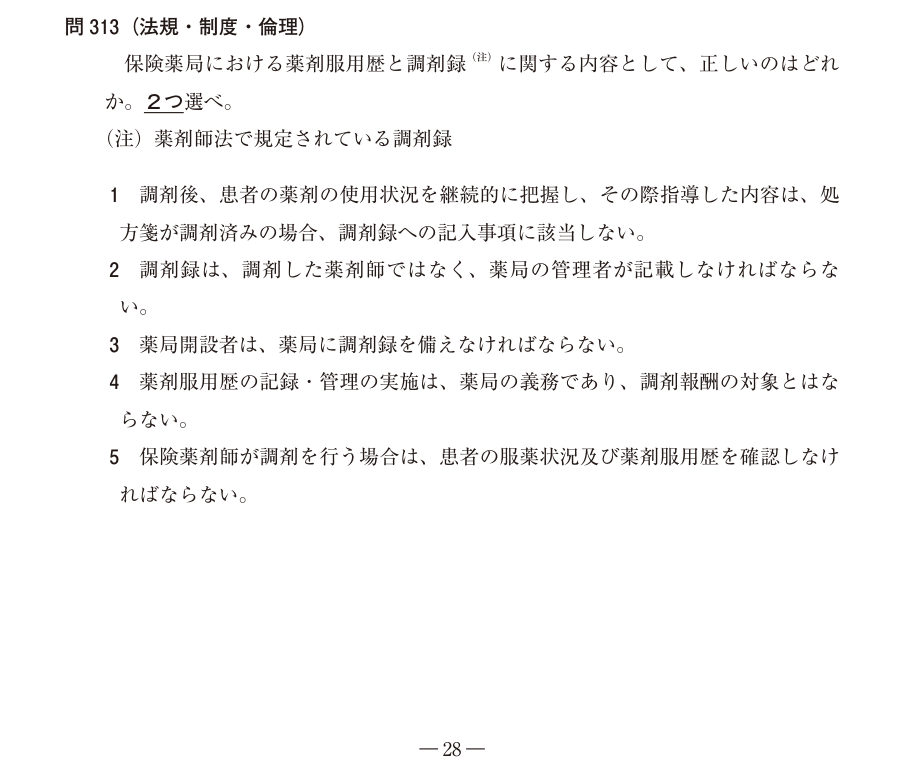 問 313（法規・制度・倫理）
保険薬局における薬剤服用歴と調剤録（注）に関する内容として、正しいのはどれ
か。２つ選べ。
（注）薬剤師法で規定されている調剤録
1 調剤後、患者の薬剤の使用状況を継続的に把握し、その際指導した内容は、処
方箋が調剤済みの場合、調剤録への記入事項に該当しない。
2 調剤録は、調剤した薬剤師ではなく、薬局の管理者が記載しなければならな
い。
3 薬局開設者は、薬局に調剤録を備えなければならない。
4 薬剤服用歴の記録・管理の実施は、薬局の義務であり、調剤報酬の対象とはな
らない。
5 保険薬剤師が調剤を行う場合は、患者の服薬状況及び薬剤服用歴を確認しなけ
ればならない。
― 28 ―